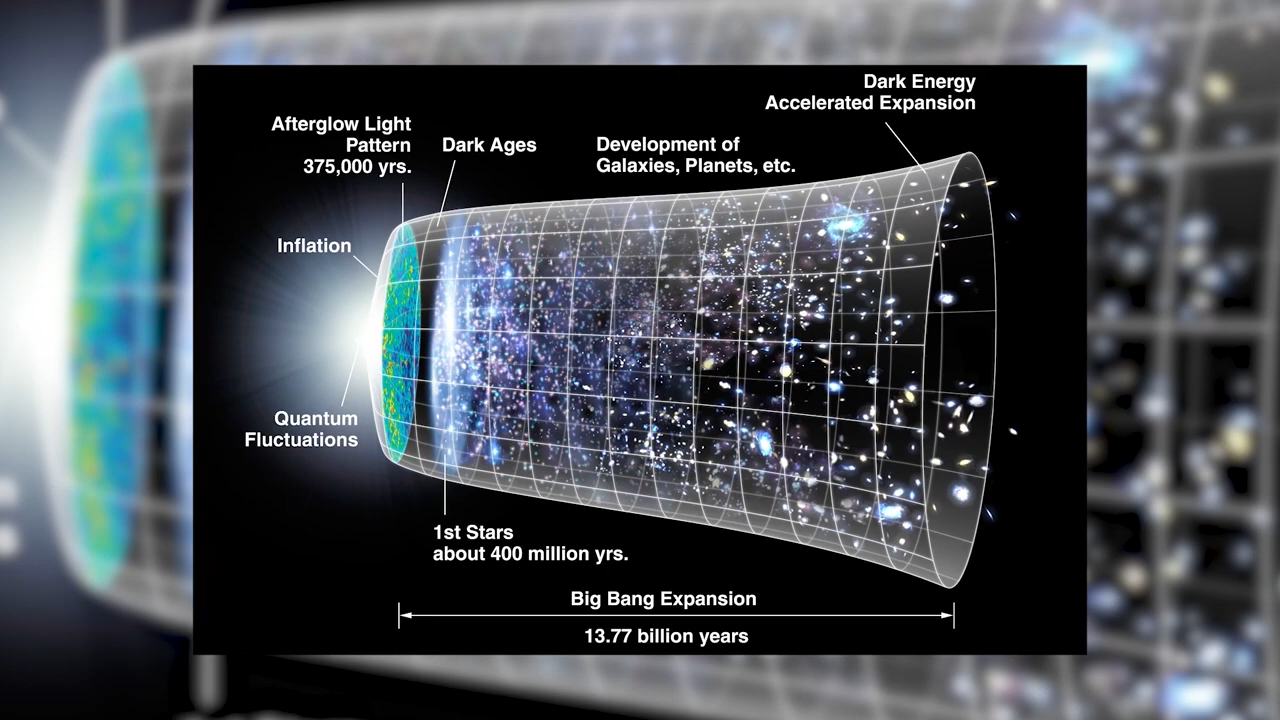 Dark Energy
Accelerated Expansion
Afterglow Light
Pattern
375,000 yrs.
Dark Ages
Development of
Galaxies, Planets, etc.
Inflation
Quantum
Fluctuations
1st Stars
about 400 million yrs.
Big Bang Expansion
13.77 billion years